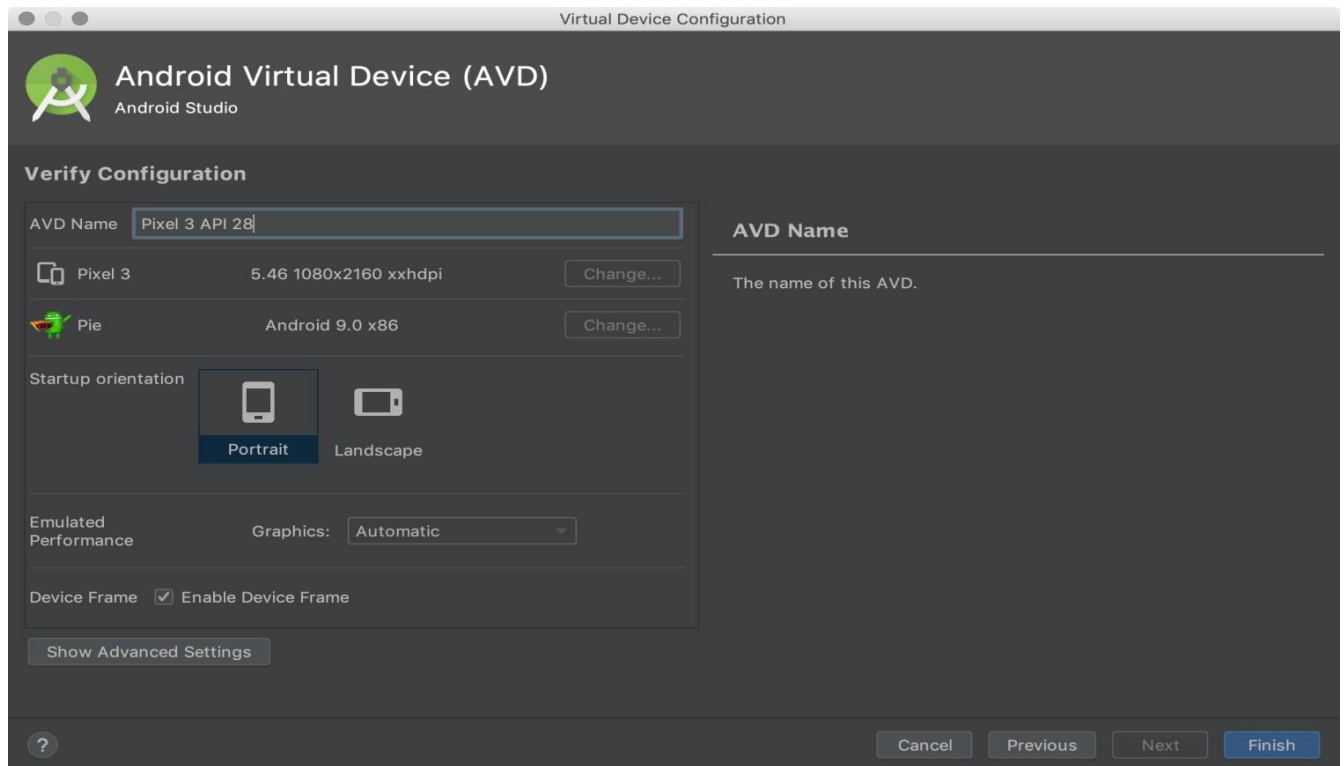 Virtual Device Configuration
Android Virtual Device (AVD)
Android Studio
Verify Configuration
AVD Name Pixel 3 API 28
Pixel 3 5.46 1080x2160 xxhdpi Change...
Pie Android 9.0 x86 Change...
Startup orientation
Portrait Landscape
Emulated
Performance
Graphics: Automatic
Device Frame Enable Device Frame
Show Advanced Settings
AVD Name
The name of this AVD.
? Cancel Previous Next Finish